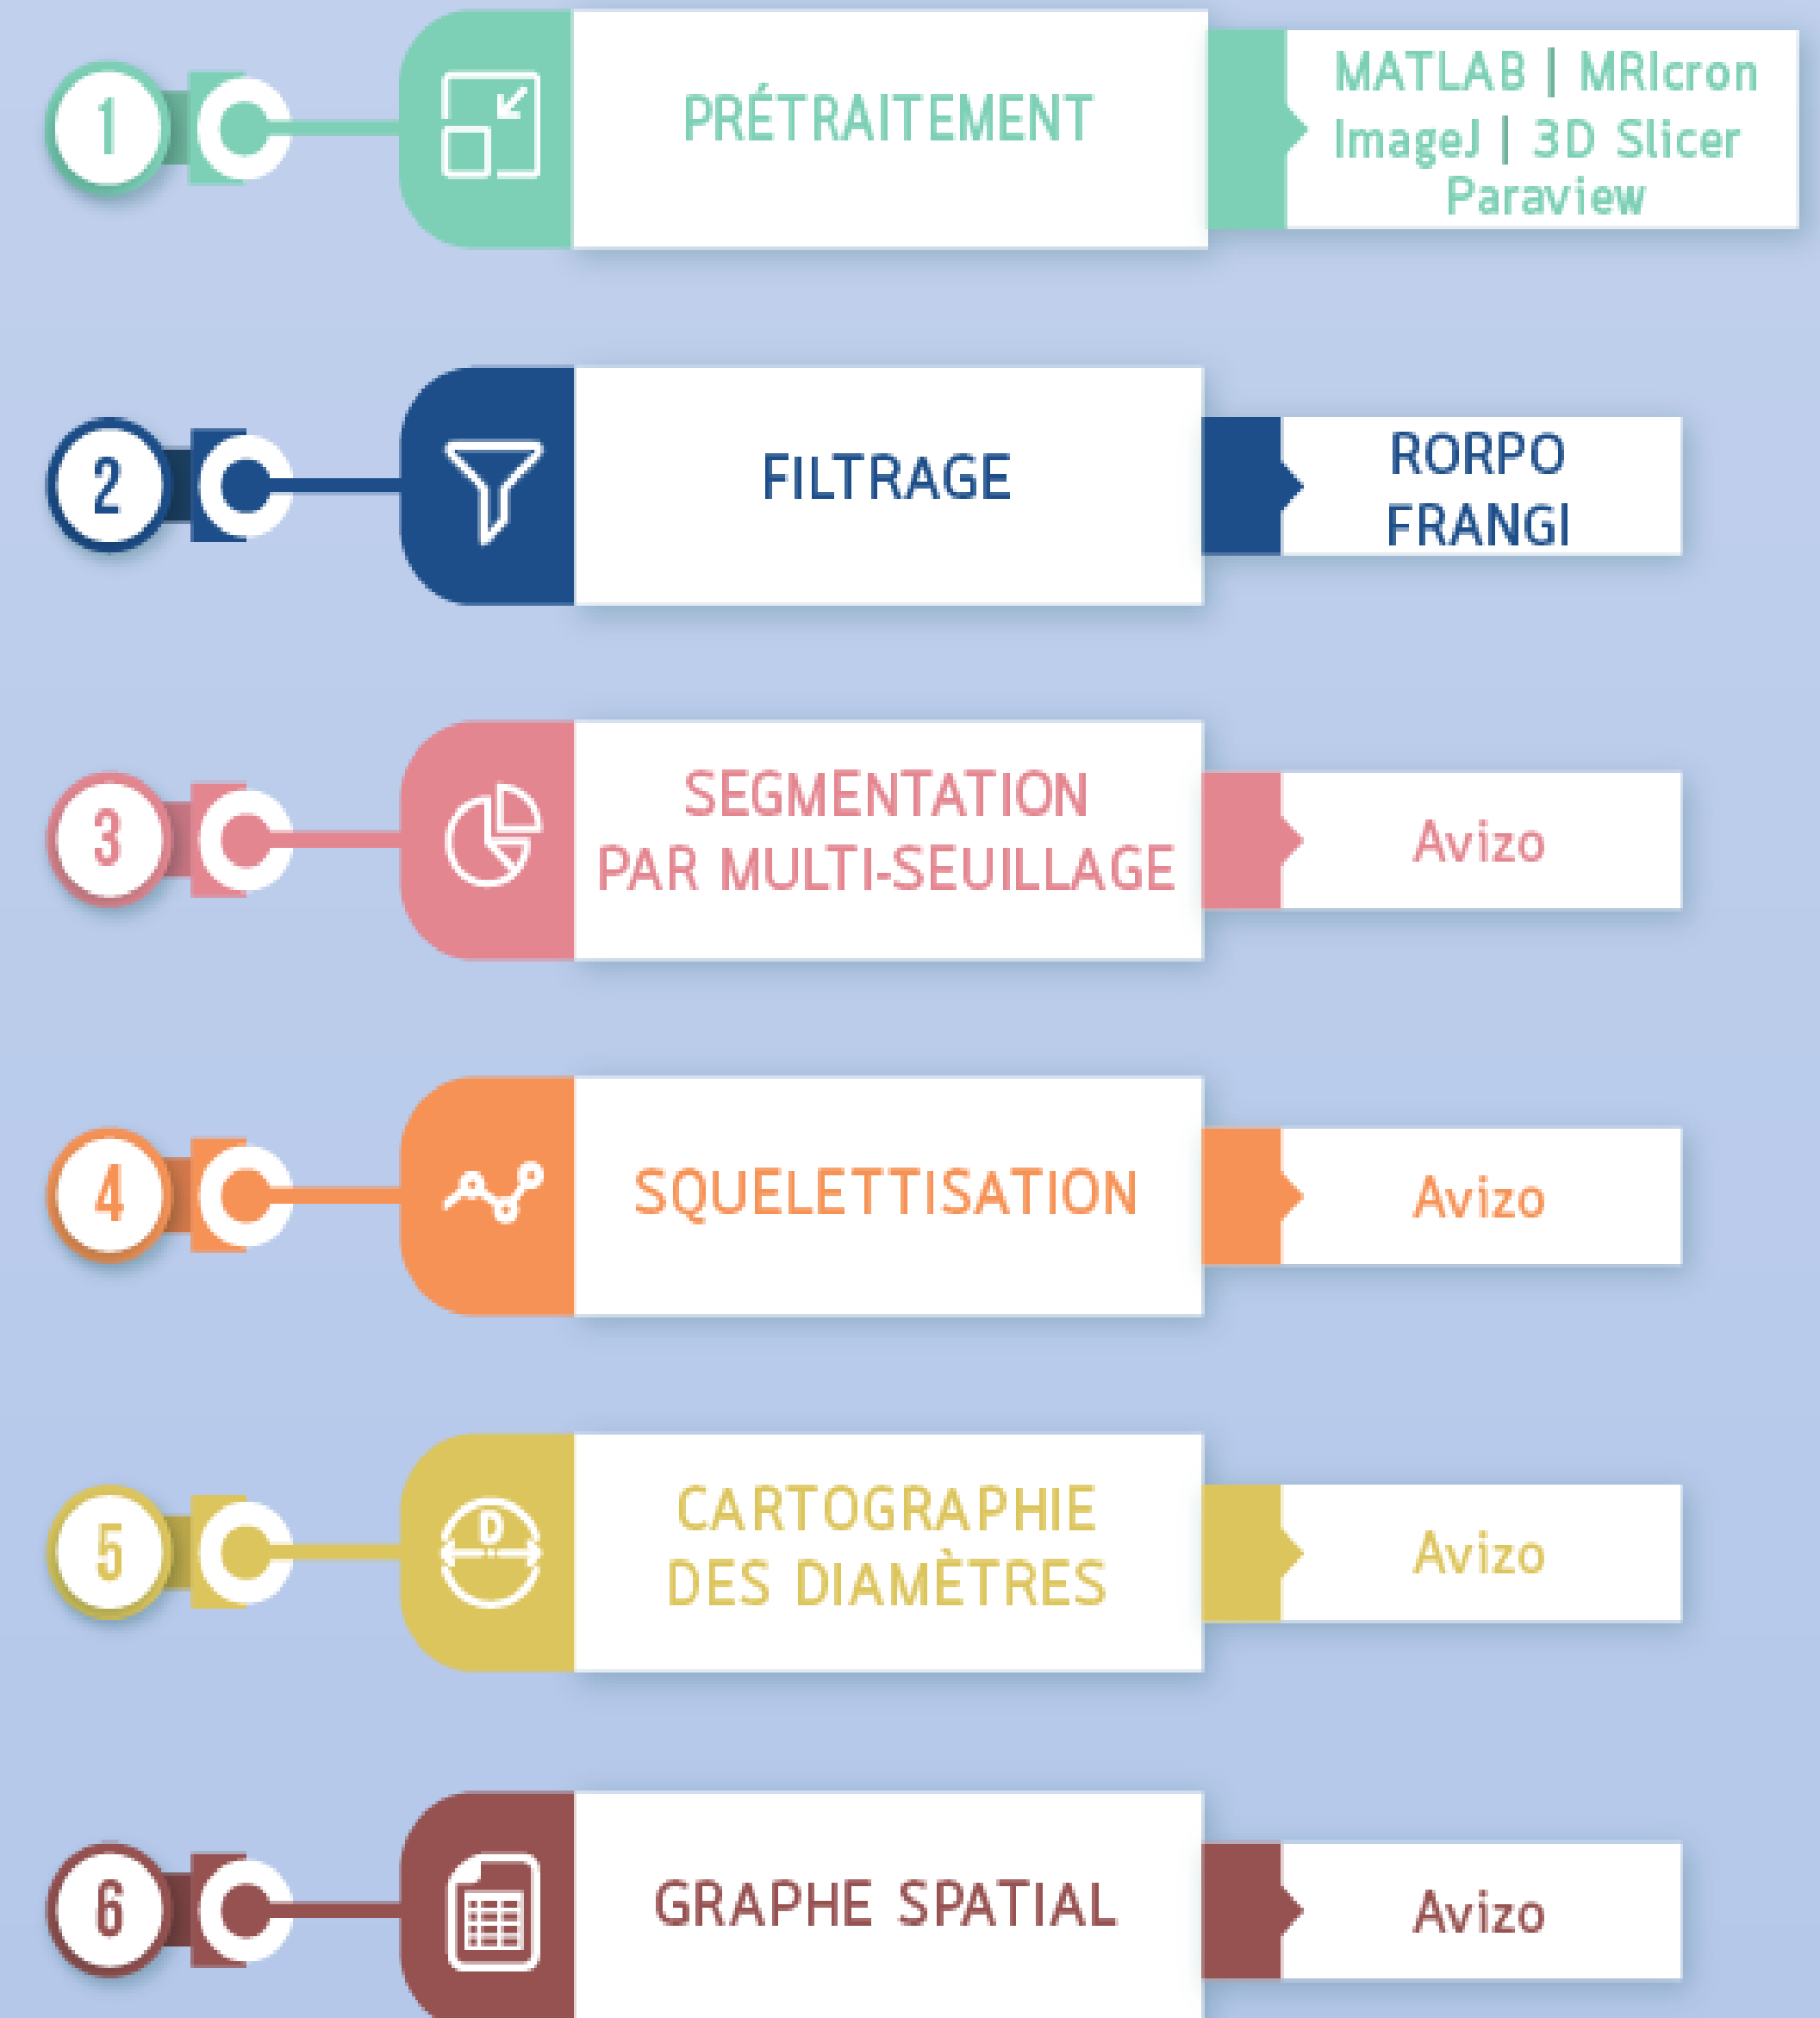 1
PRÉTRAITEMENT
MATLAB | MRIcron
ImageJ | 3D Slicer
Paraview
2
FILTRAGE
RORPO
FRANGI
3
SEGMENTATION
PAR MULTI-SEUILLAGE
Avizo
4
SQUELETTISATION
Avizo
5
D
CARTOGRAPHIE
DES DIAMÈTRES
Avizo
6
GRAPHE SPATIAL
Avizo